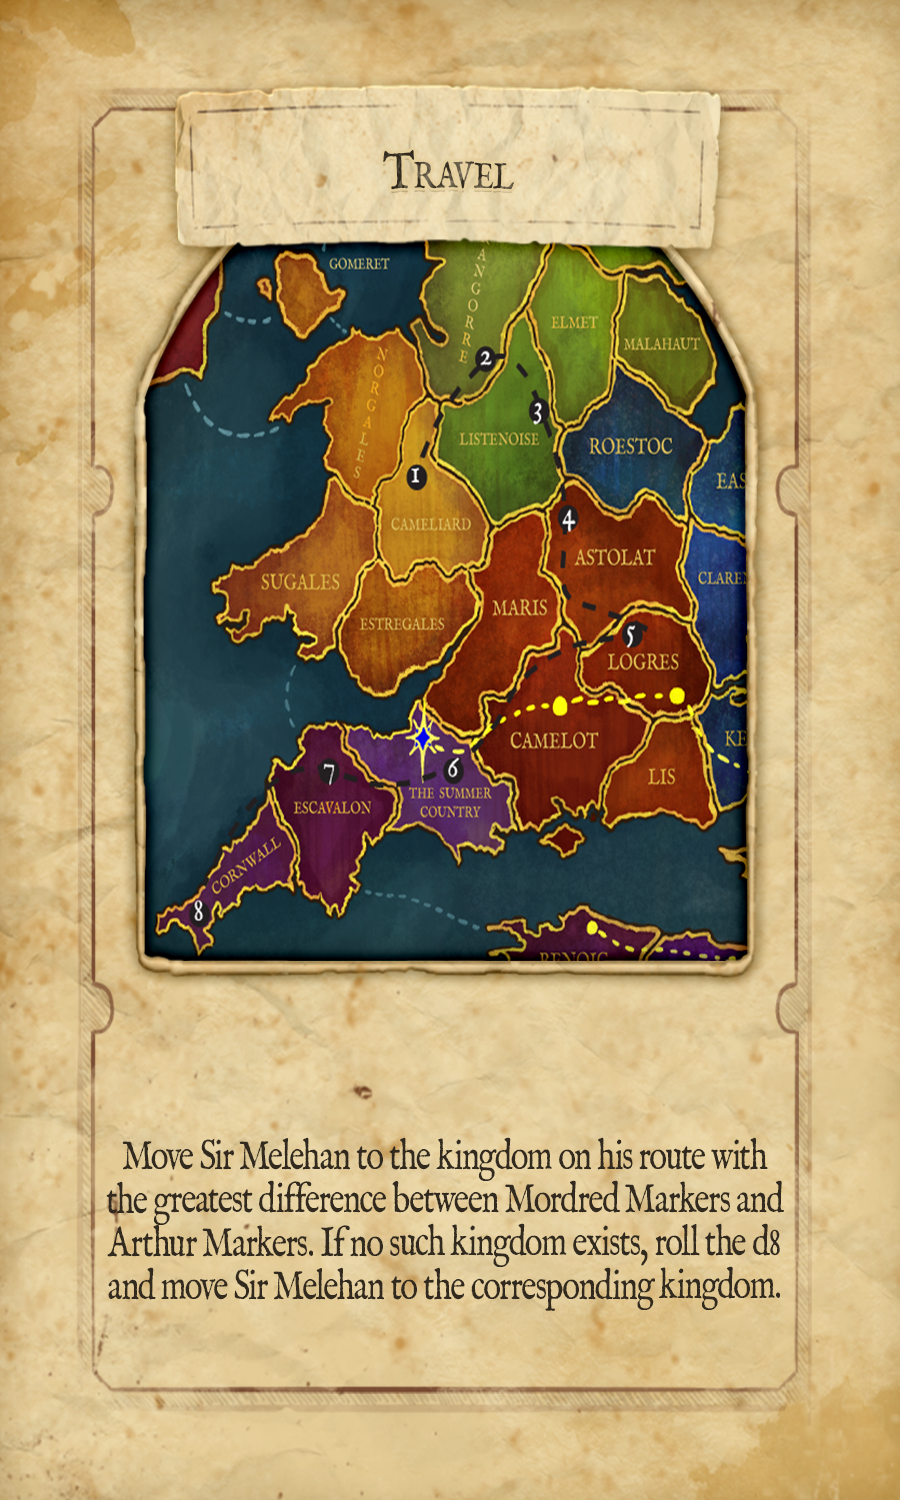 Travel
GOMERET
ANGORRE
ELMET
MALAHAUT
NORGALES
2
3
LISTENOISE
ROESTOC
1
EAS
CAMELIARD
4
ASTOLAT
SUGALES
CLAREN
MARIS
ESTREGALES
5
LOGRES
CAMELOT
KE
6
7
LIS
THE SUMMER
COUNTRY
ESCAVALON
CORNWALL
8
BENOIC
Move Sir Melehan to the kingdom on his route with
the greatest difference between Mordred Markers and
Arthur Markers. If no such kingdom exists, roll the d8
and move Sir Melehan to the corresponding kingdom.